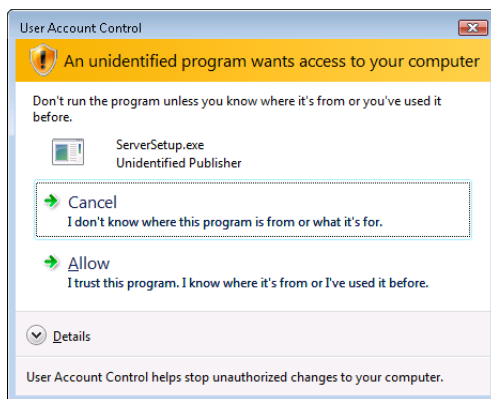 User Account Control
An unidentified program wants access to your computer
Don't run the program unless you know where it's from or you've used it
before.
ServerSetup.exe
Unidentified Publisher
Cancel
I don't know where this program is from or what it's for.
Allow
I trust this program. I know where it's from or I've used it before.
Details
User Account Control helps stop unauthorized changes to your computer.